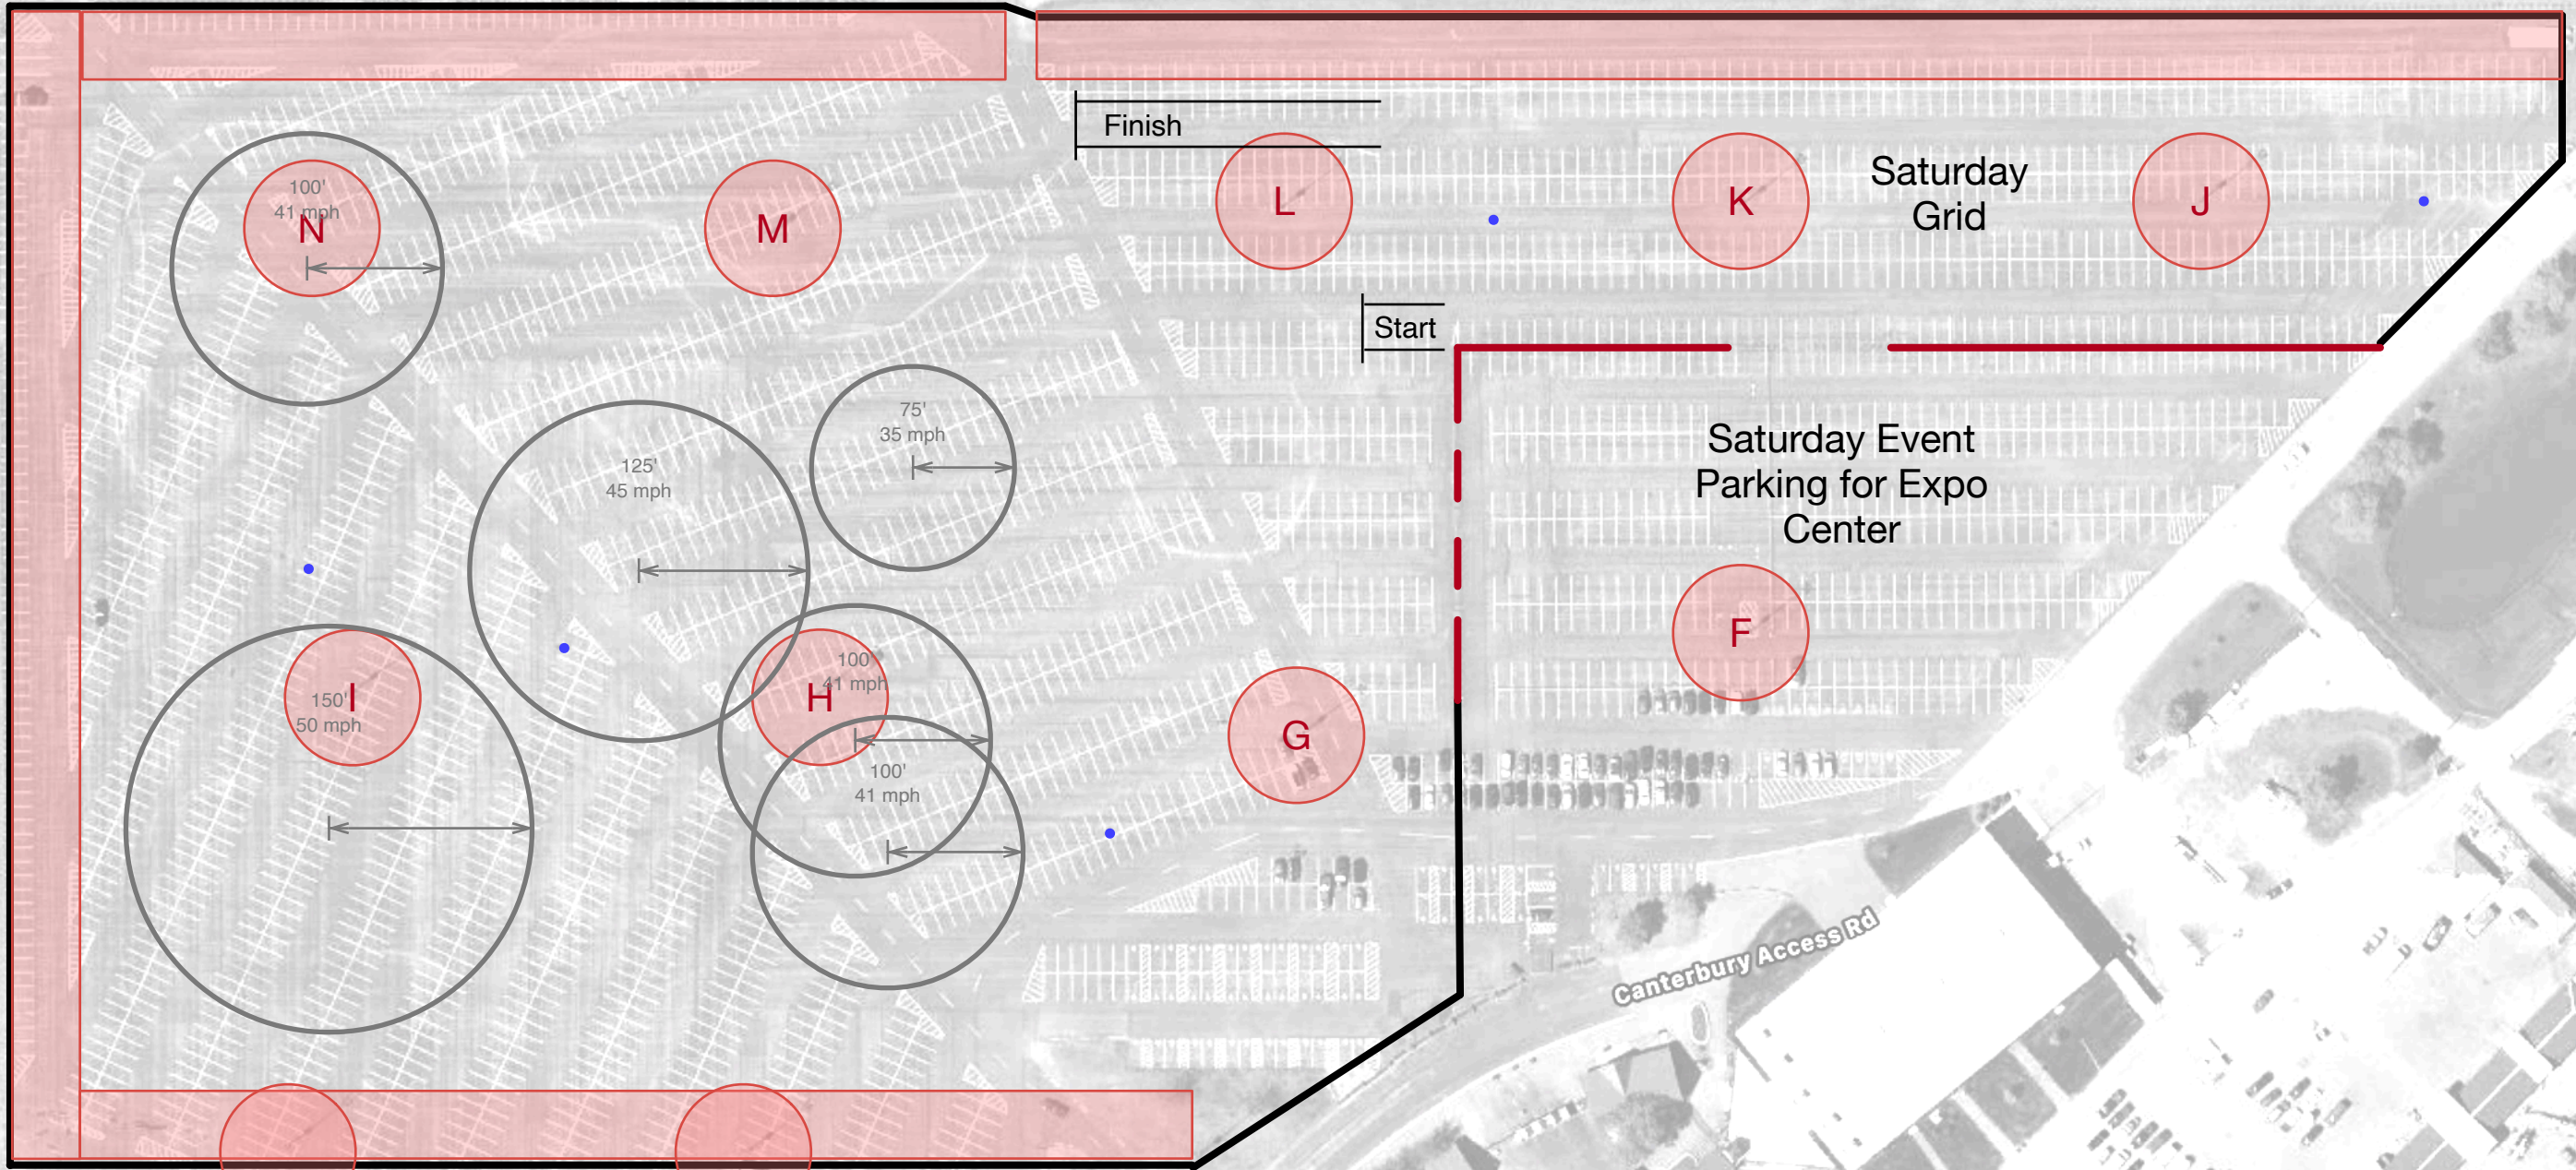 Finish
100'
41 mph
N
M
L
K
Saturday
Grid
J
Start
75'
35 mph
125'
45 mph
Saturday Event
Parking for Expo
Center
F
100'
41 mph
H
150'
50 mph
I
G
100'
41 mph
Canterbury Access Rd